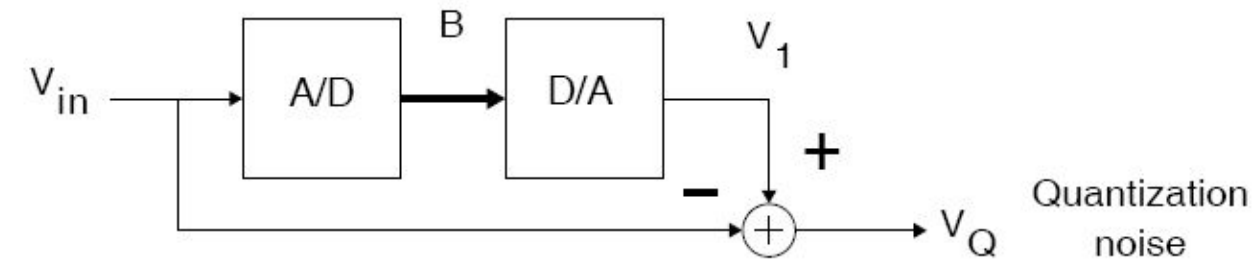 B
V1
Vin
A/D
D/A
+
−
+
VQ
Quantization
noise